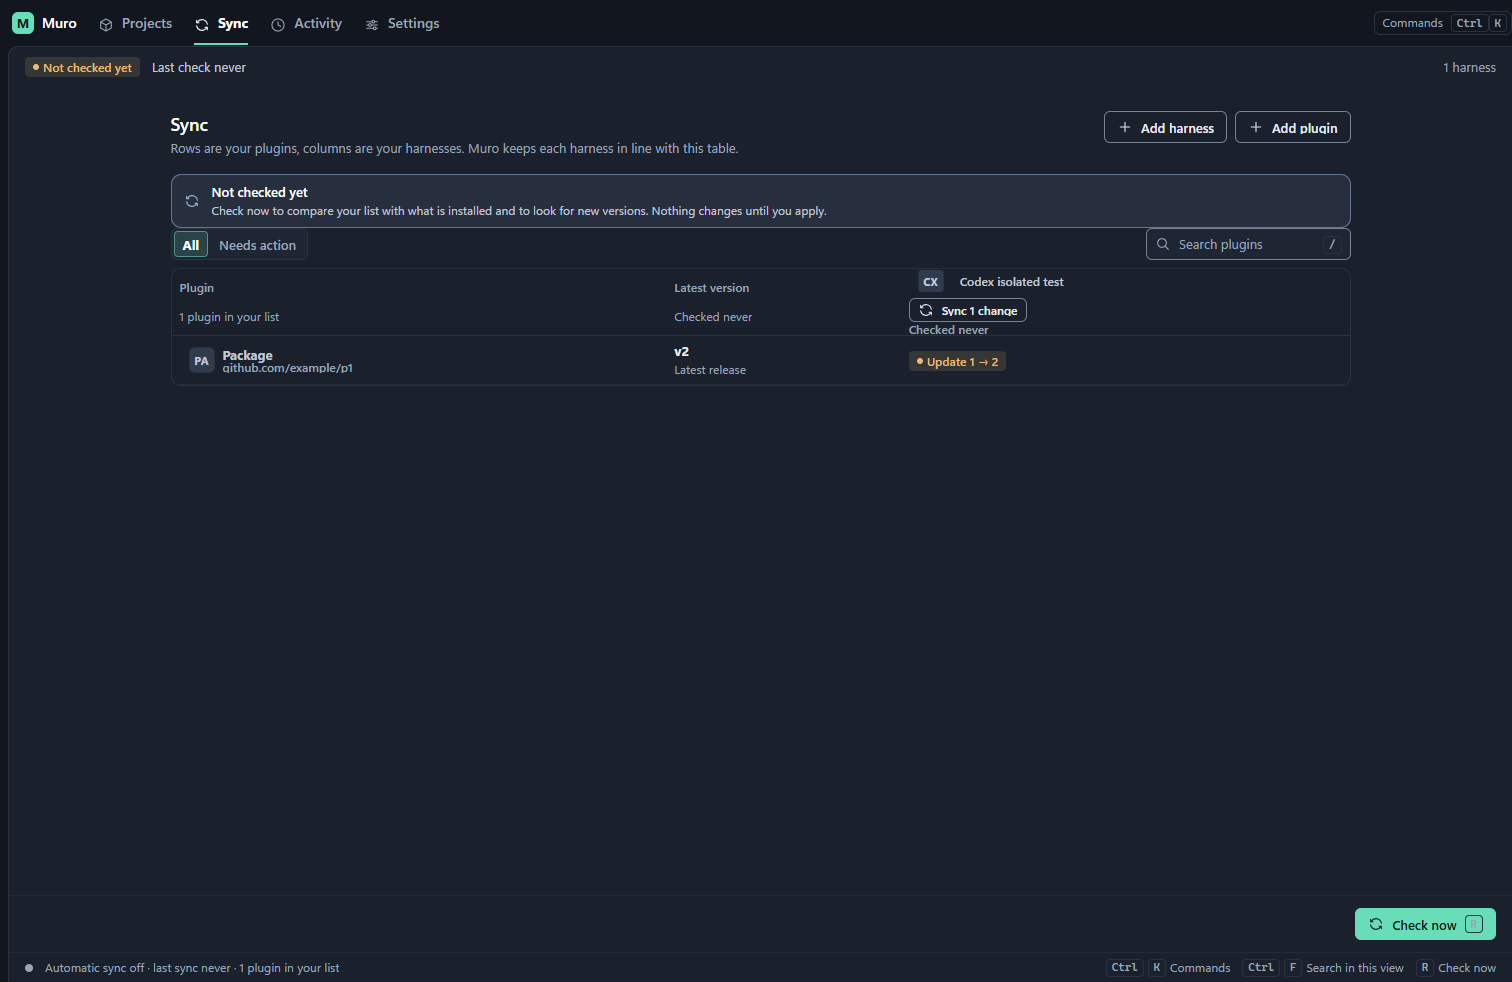 M Muro Projects Sync Activity Settings Commands Ctrl K
Not checked yet Last check never 1 harness
Sync
Rows are your plugins, columns are your harnesses. Muro keeps each harness in line with this table.
Add harness Add plugin
Not checked yet
Check now to compare your list with what is installed and to look for new versions. Nothing changes until you apply.
All Needs action Search plugins /
Plugin Latest version CX Codex isolated test
1 plugin in your list Checked never Sync 1 change
Checked never
PA Package v2 Update 1 → 2
github.com/example/p1 Latest release
Check now R
Automatic sync off · last sync never · 1 plugin in your list Ctrl K Commands Ctrl F Search in this view R Check now